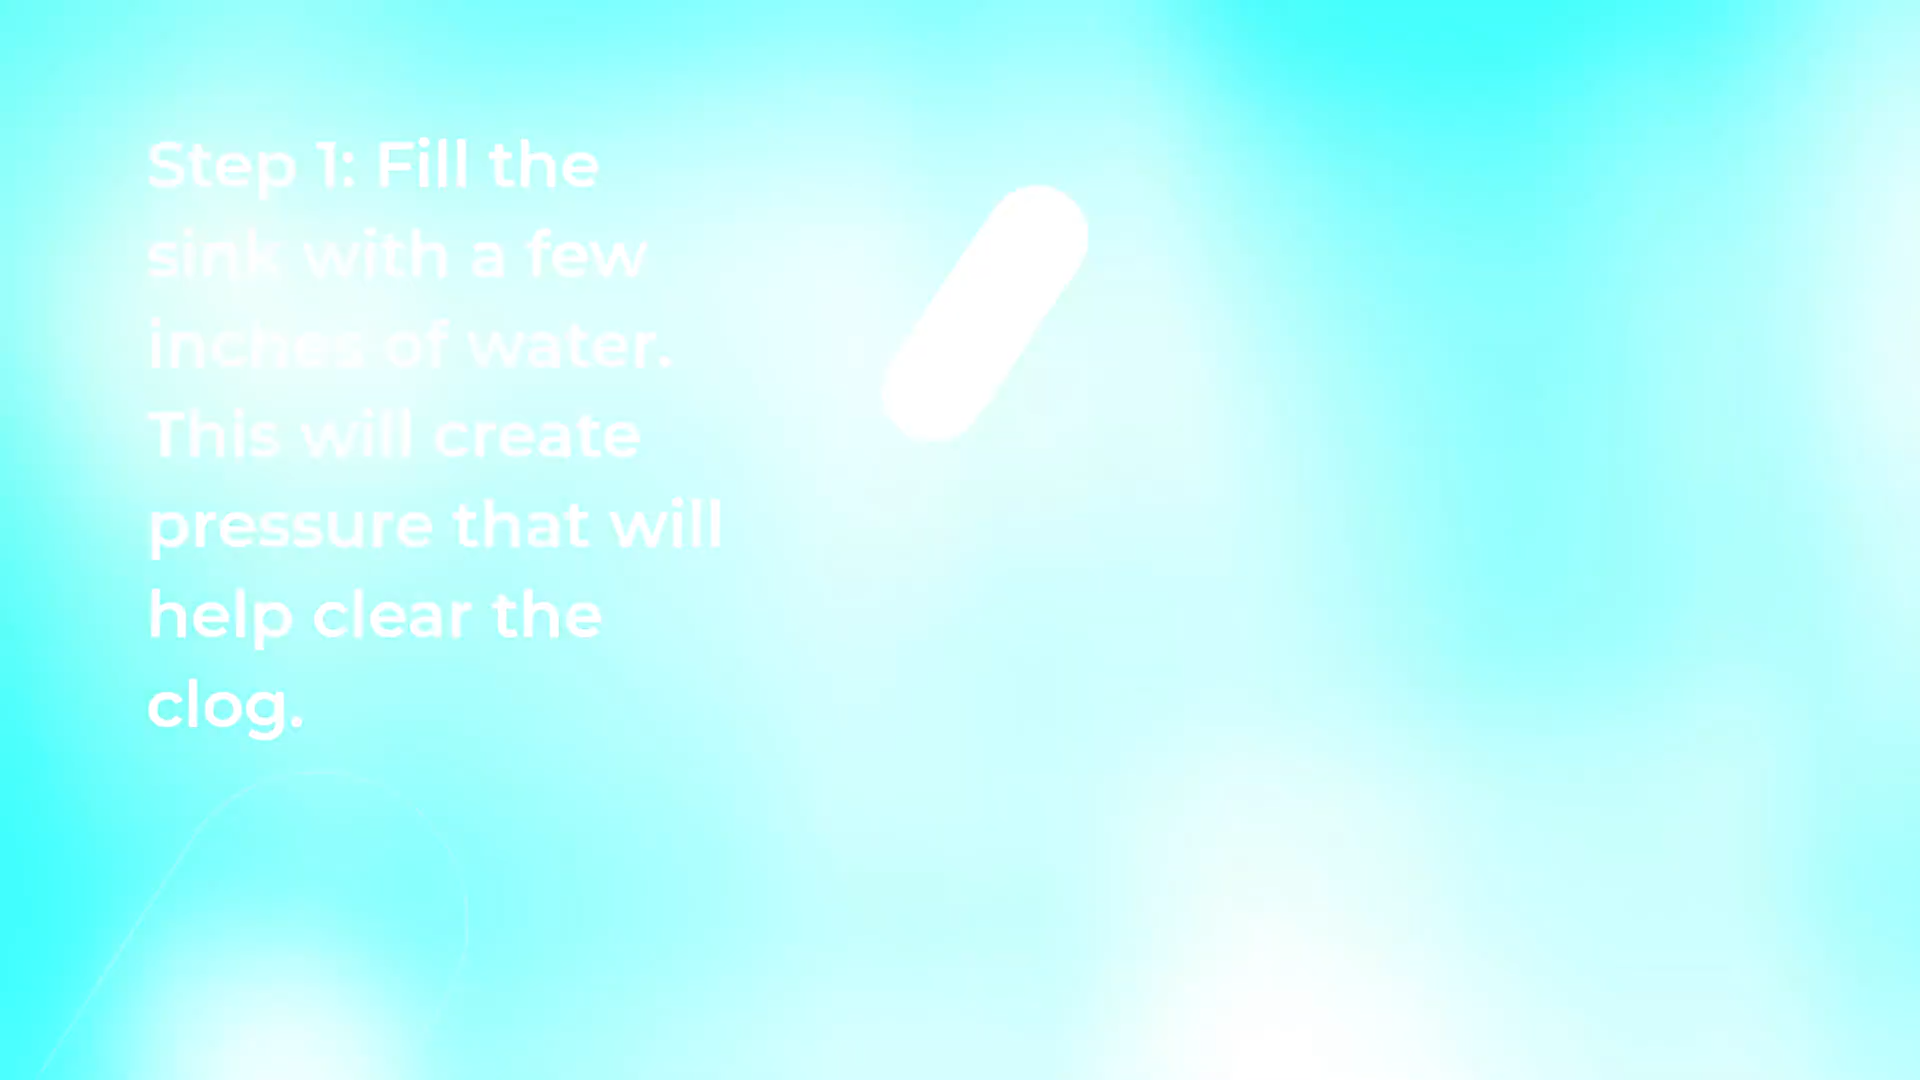 Step 1: Fill the
sink with a few
inches of water.
This will create
pressure that will
help clear the
clog.